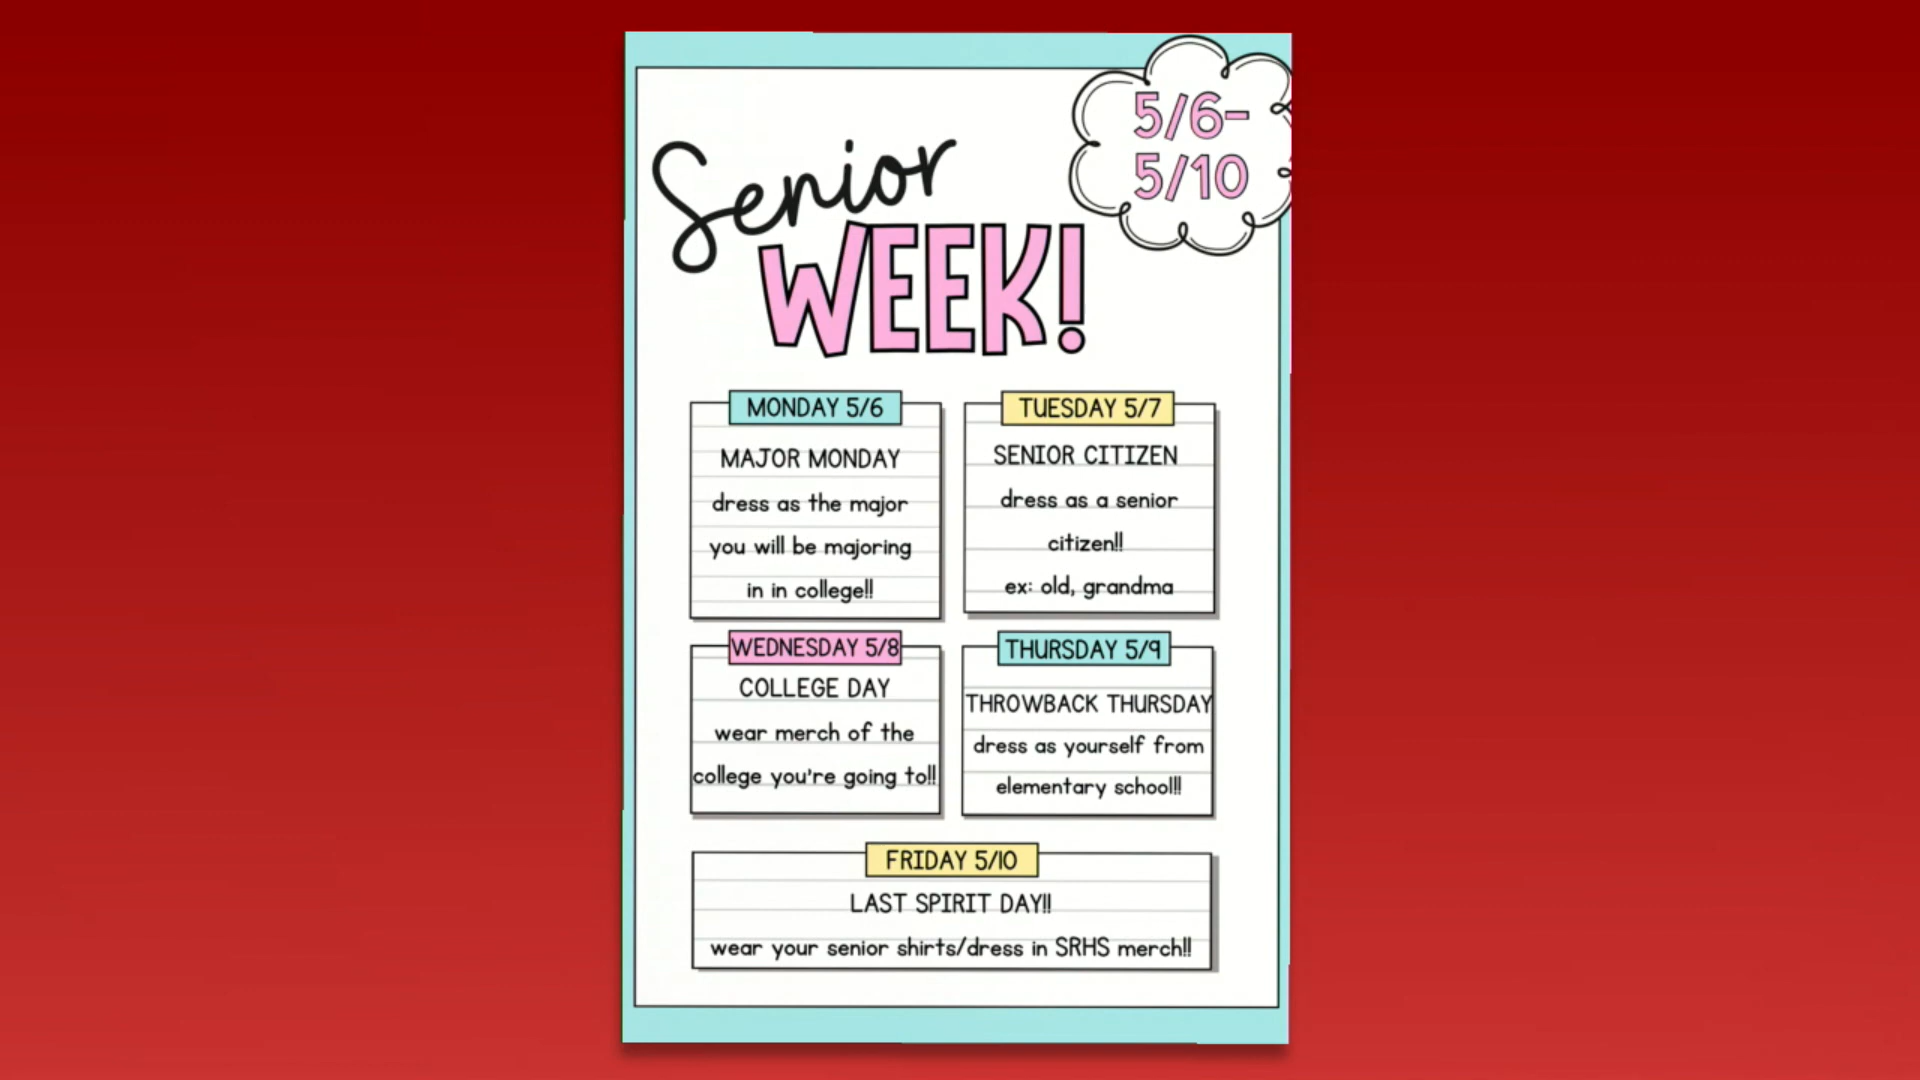 5/6-
5/10
Senior
WEEK!
MONDAY 5/6
MAJOR MONDAY
dress as the major
you will be majoring
in in college!!
TUESDAY 5/7
SENIOR CITIZEN
dress as a senior
citizen!!
ex: old, grandma
WEDNESDAY 5/8
COLLEGE DAY
wear merch of the
college you're going to!!
THURSDAY 5/9
THROWBACK THURSDAY
dress as yourself from
elementary school!!
FRIDAY 5/10
LAST SPIRIT DAY!!
wear your senior shirts/dress in SRHS merch!!